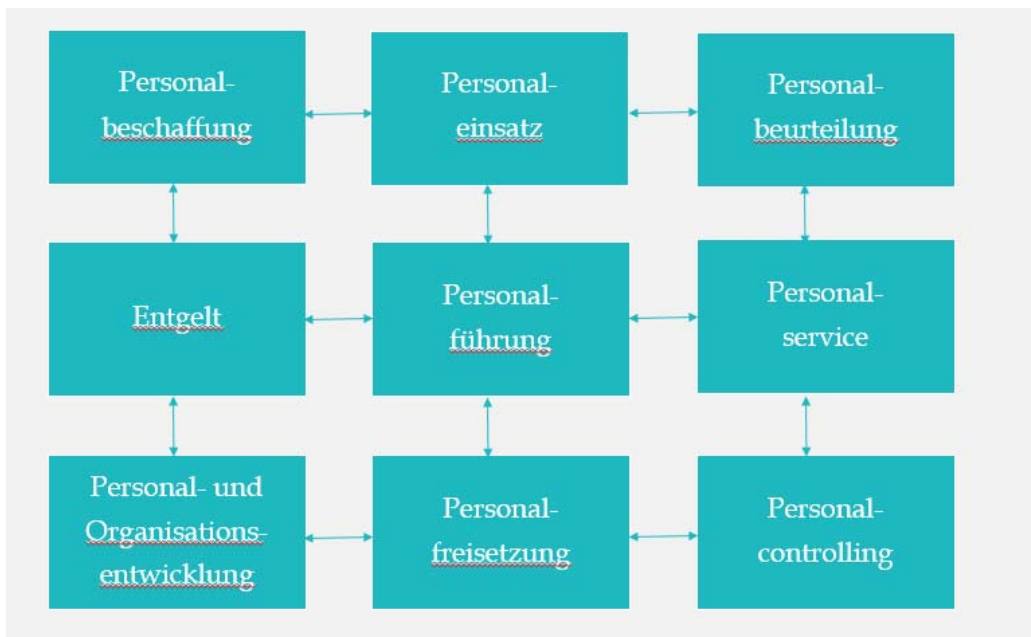 Personal-
beschaffung
Personal-
einsatz
Personal-
beurteilung
Entgelt
Personal-
führung
Personal-
service
Personal- und
Organisations-
entwicklung
Personal-
freisetzung
Personal-
controlling